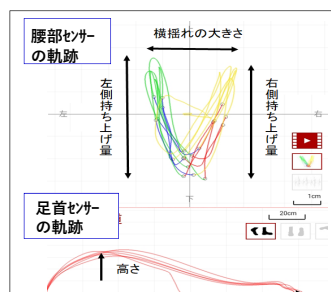 腰部センサー
の軌跡
横揺れの大きさ
左側持ち上げ量
右側持ち上げ量
左
右
下
1cm
足首センサー
の軌跡
20cm
高さ